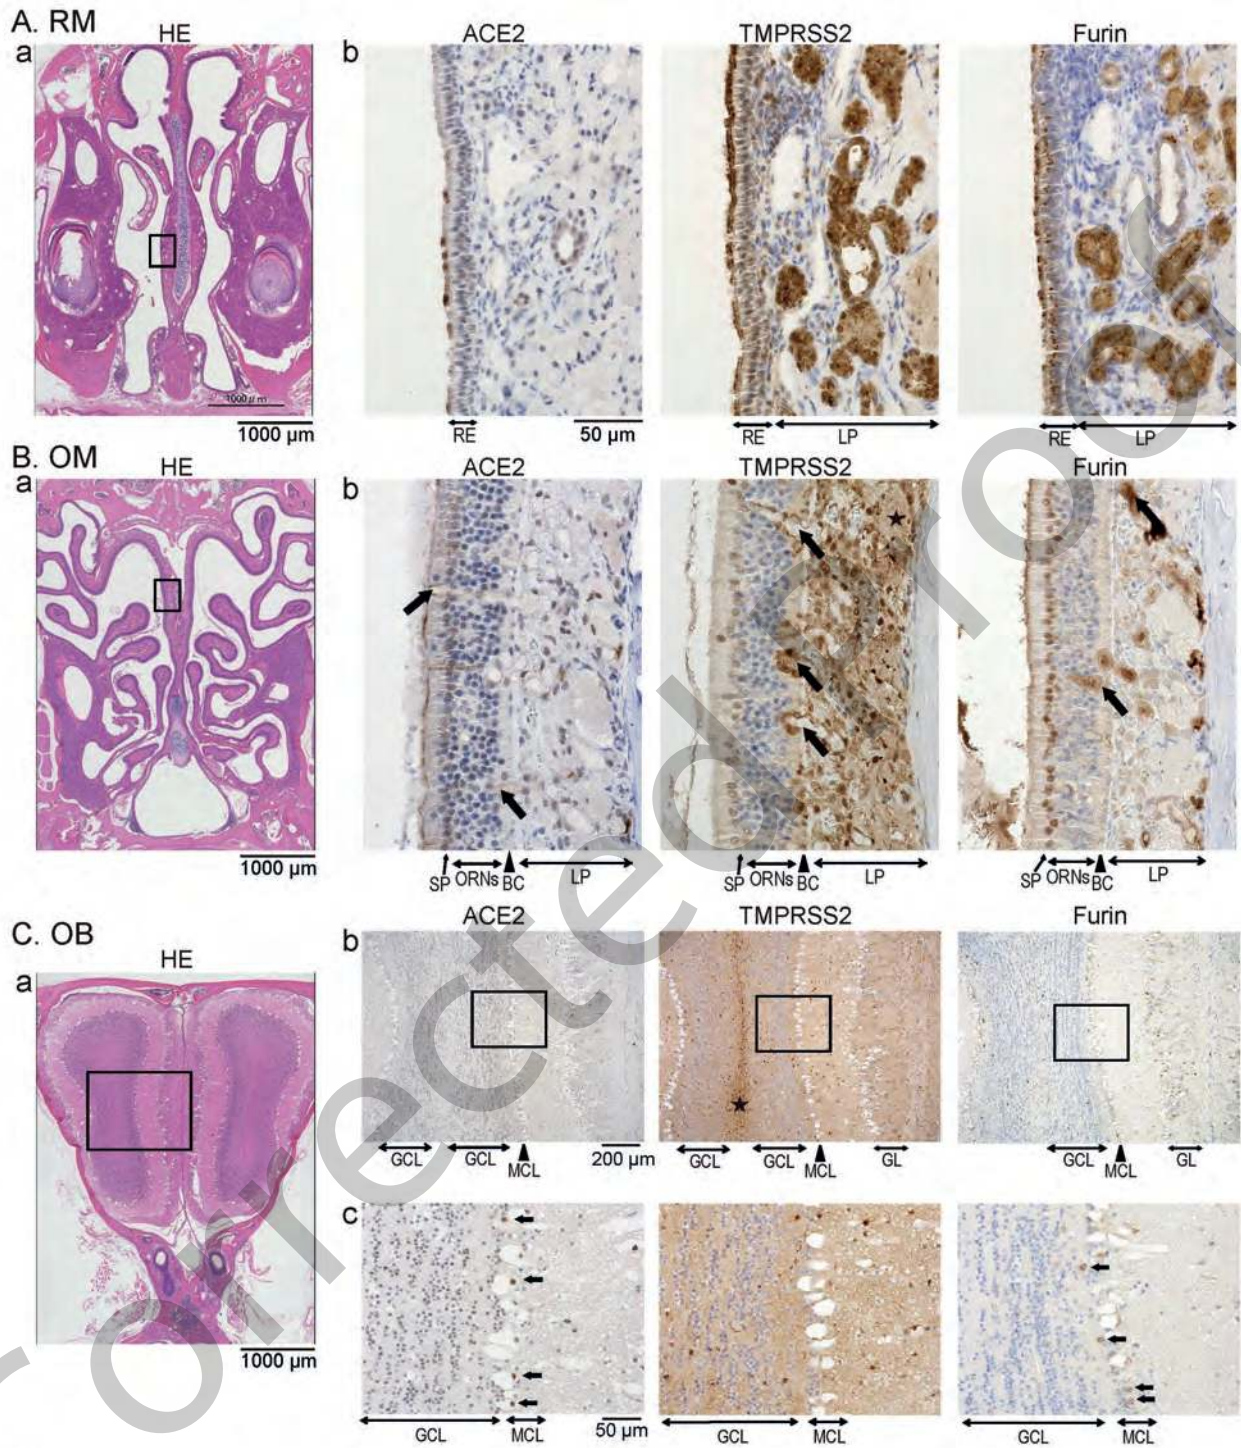 A. RM
HE
ACE2
TMPRSS2
Furin
a
b
1000 µm
1000 µm
RE
50 µm
RE
LP
RE
LP
B. OM
HE
ACE2
TMPRSS2
Furin
a
b
1000 µm
SP
ORNs
BC
LP
SP
ORNs
BC
LP
SP
ORNs
BC
LP
C. OB
HE
ACE2
TMPRSS2
Furin
a
b
GCL
GCL
MCL
200 µm
GCL
GCL
MCL
GL
GCL
MCL
GL
c
1000 µm
GCL
MCL
50 µm
GCL
MCL
GCL
MCL
orrected Proo